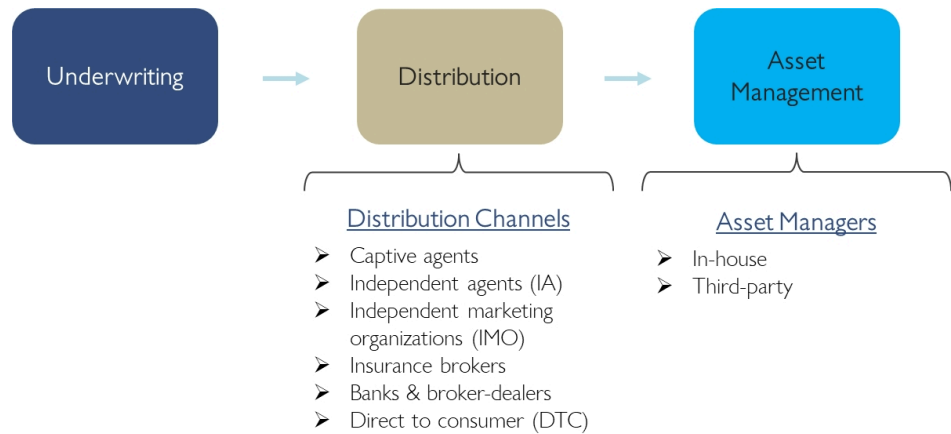 Underwriting
Distribution
Asset
Management
Distribution Channels
➢ Captive agents
➢ Independent agents (IA)
➢ Independent marketing
organizations (IMO)
➢ Insurance brokers
➢ Banks & broker-dealers
➢ Direct to consumer (DTC)
Asset Managers
➢ In-house
➢ Third-party